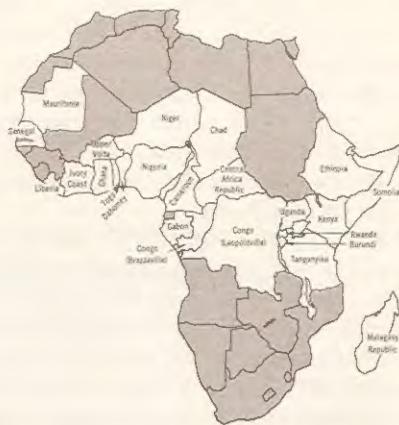 Mauritania
Niger
Chad
Senegal
Upper
Volta
Nigeria
Ethiopia
Liberia
Ivory
Coast
Ghana
Togo
Dahomey
Cameroon
Central
Africa
Republic
Somalia
Uganda
Kenya
Gabon
Congo
(Leopoldville)
Rwanda
Burundi
Congo
(Brazzaville)
Tanganyika
Malagasy
Republic